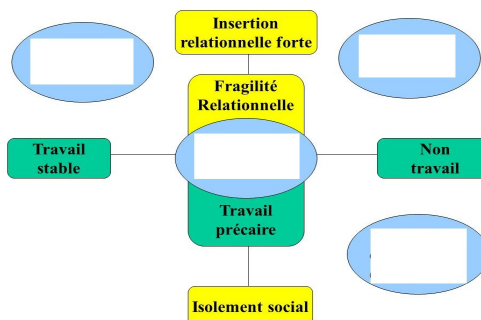 Insertion
relationnelle forte
Fragilité
Relationnelle
Travail
stable
Non
travail
Travail
précaire
Isolement social